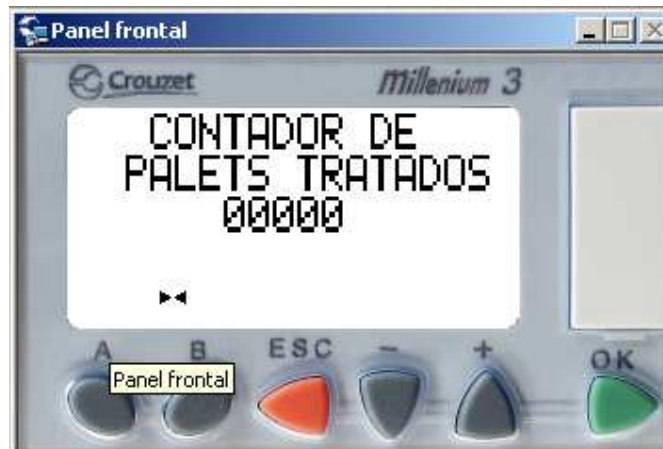 Panel frontal
Crouzet
Millenium 3
CONTADOR DE
PALETS TRATADOS
00000
A B ESC - + OK
Panel frontal